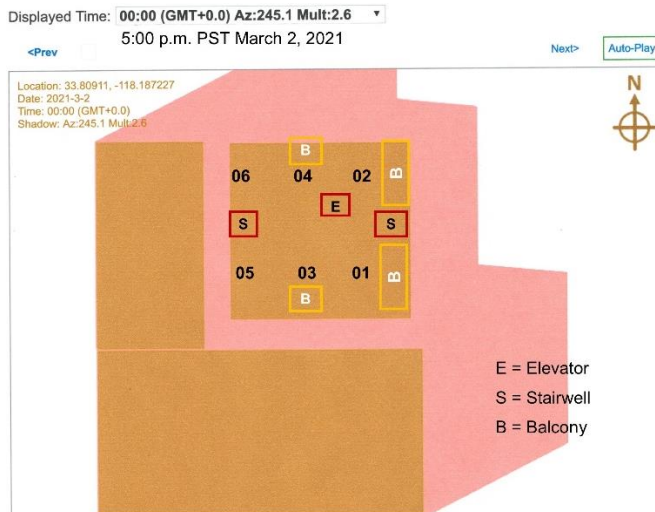 Displayed Time: 00:00 (GMT+0.0) Az:245.1 Mult:2.6
5:00 p.m. PST March 2, 2021
<Prev
Next>
Auto-Play
Location: 33.80911, -118.187227
Date: 2021-3-2
Time: 00:00 (GMT+0.0)
Shadow: Az:245.1 Mult:2.6
N
B
06 04 02 B
E
S S
05 03 01 B
B
E = Elevator
S = Stairwell
B = Balcony